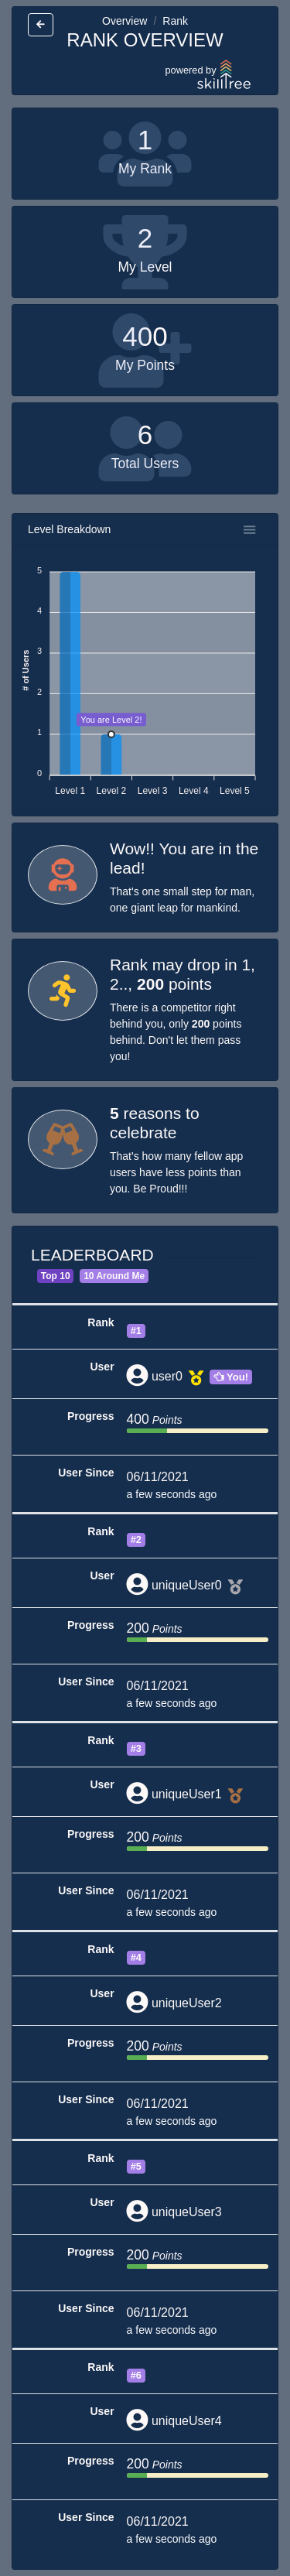 Overview / Rank
RANK OVERVIEW
powered by
skilltree
1
My Rank
2
My Level
400
My Points
6
Total Users
Level Breakdown
5
4
3
2
1
0
# of Users
You are Level 2!
Level 1 Level 2 Level 3 Level 4 Level 5
Wow!! You are in the
lead!
That's one small step for man,
one giant leap for mankind.
Rank may drop in 1,
2.., 200 points
There is a competitor right
behind you, only 200 points
behind. Don't let them pass
you!
5 reasons to
celebrate
That's how many fellow app
users have less points than
you. Be Proud!!!
LEADERBOARD
Top 10 10 Around Me
Rank #1
User user0 You!
Progress 400 Points
User Since 06/11/2021
a few seconds ago
Rank #2
User uniqueUser0
Progress 200 Points
User Since 06/11/2021
a few seconds ago
Rank #3
User uniqueUser1
Progress 200 Points
User Since 06/11/2021
a few seconds ago
Rank #4
User uniqueUser2
Progress 200 Points
User Since 06/11/2021
a few seconds ago
Rank #5
User uniqueUser3
Progress 200 Points
User Since 06/11/2021
a few seconds ago
Rank #6
User uniqueUser4
Progress 200 Points
User Since 06/11/2021
a few seconds ago